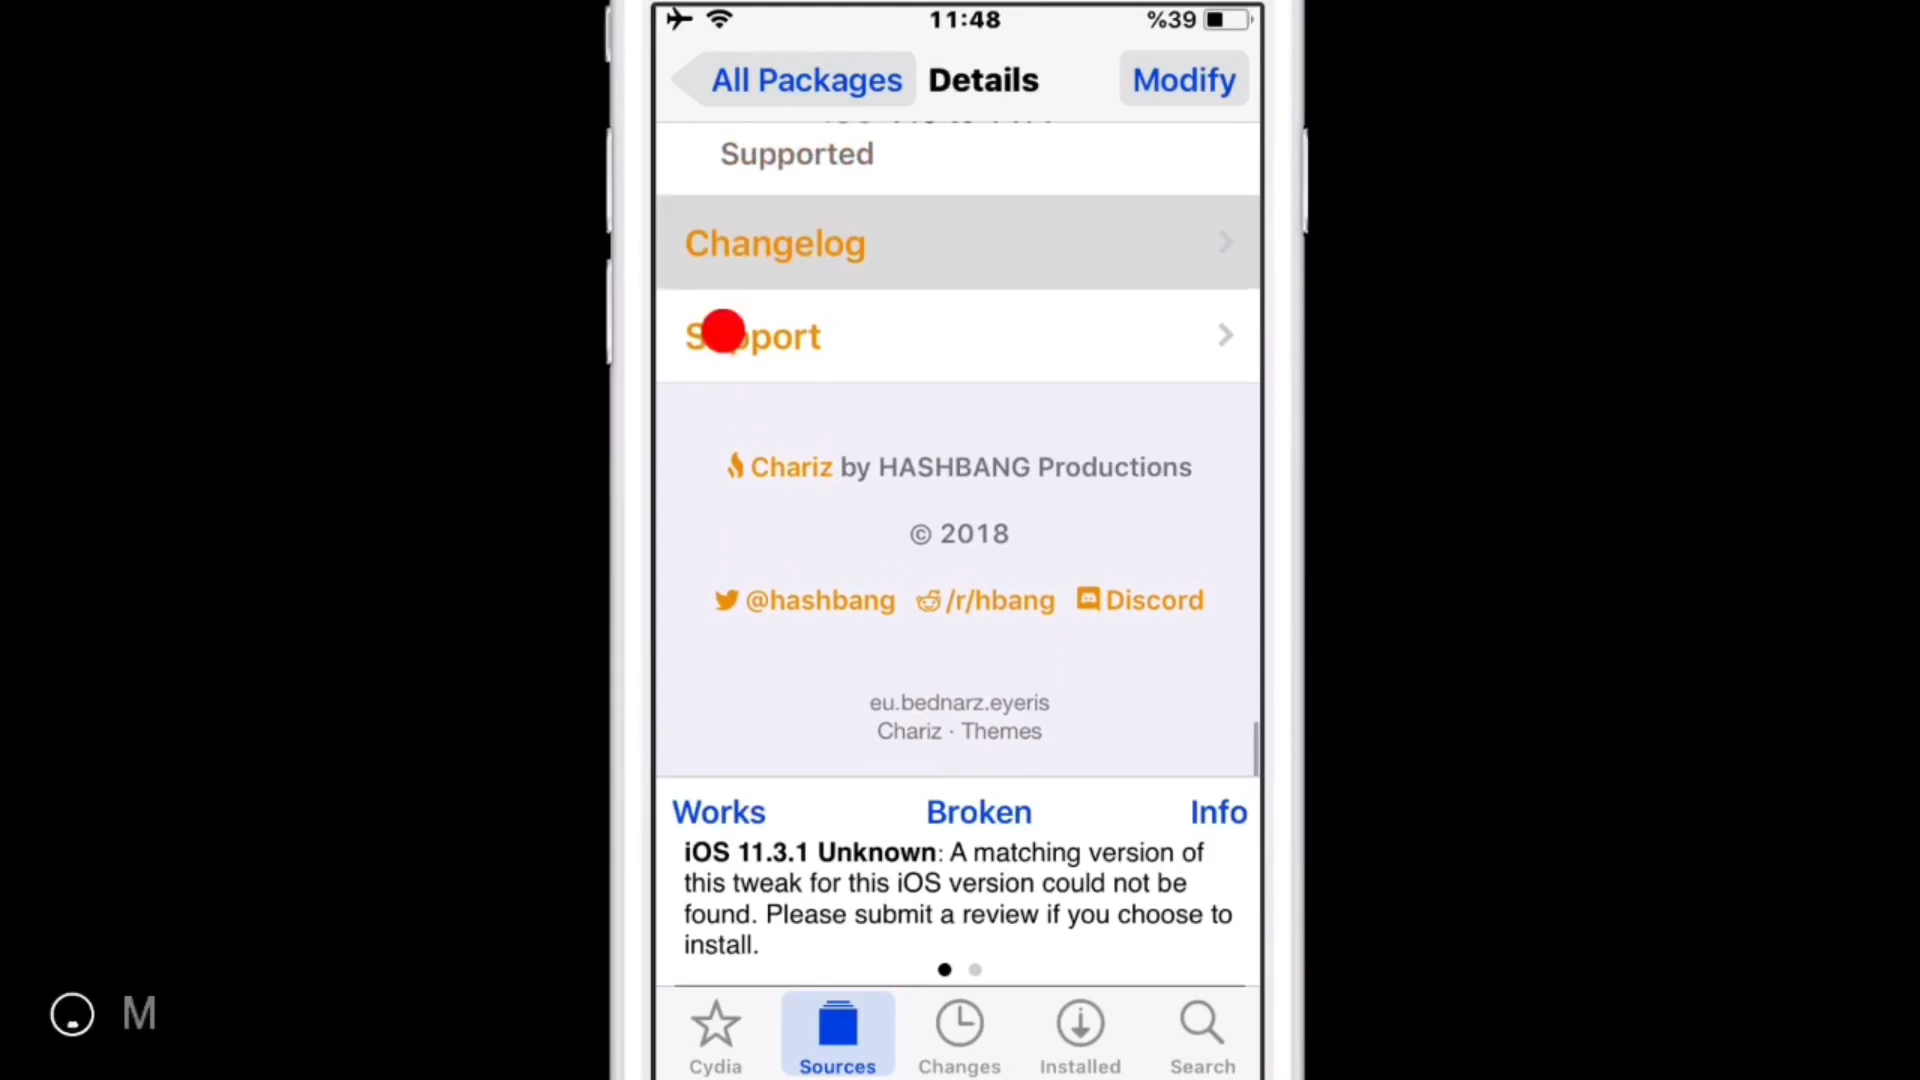 11:48
%39
All Packages
Details
Modify
Supported
Changelog
Support
Chariz by HASHBANG Productions
© 2018
@hashbang /r/hbang Discord
eu.bednarz.eyeris
Chariz · Themes
Works
Broken
Info
iOS 11.3.1 Unknown: A matching version of
this tweak for this iOS version could not be
found. Please submit a review if you choose to
install.
Cydia
Sources
Changes
Installed
Search
M